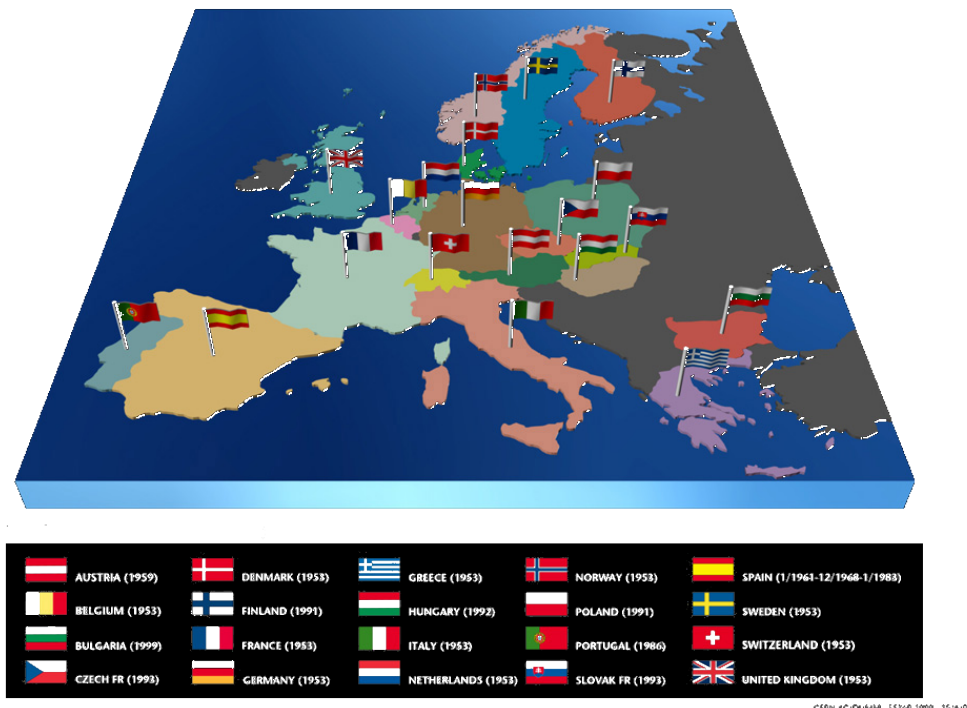 AUSTRIA (1959)
DENMARK (1953)
GREECE (1953)
NORWAY (1953)
SPAIN (1/1961-12/1968-1/1983)
BELGIUM (1953)
FINLAND (1991)
HUNGARY (1992)
POLAND (1991)
SWEDEN (1953)
BULGARIA (1999)
FRANCE (1953)
ITALY (1953)
PORTUGAL (1986)
SWITZERLAND (1953)
CZECH FR (1993)
GERMANY (1953)
NETHERLANDS (1953)
SLOVAK FR (1993)
UNITED KINGDOM (1953)